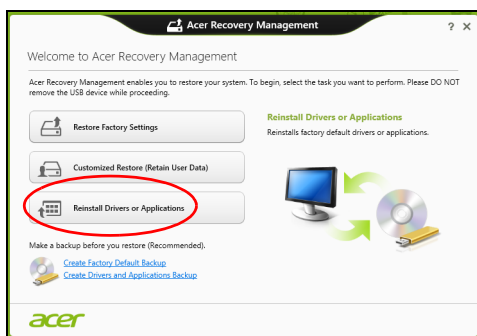 Acer Recovery Management
? X
Welcome to Acer Recovery Management
Acer Recovery Management enables you to restore your system. To begin, select the task you want to perform. Please DO NOT
remove the USB device while proceeding.
Restore Factory Settings
Customized Restore (Retain User Data)
Reinstall Drivers or Applications
Reinstall Drivers or Applications
Reinstalls factory default drivers or applications.
Make a backup before you restore (Recommended).
Create Factory Default Backup
Create Drivers and Applications Backup
acer